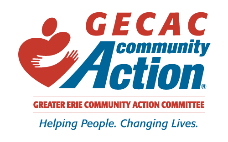 GECAC
community
Action
GREATER ERIE COMMUNITY ACTION COMMITTEE
Helping People. Changing Lives.